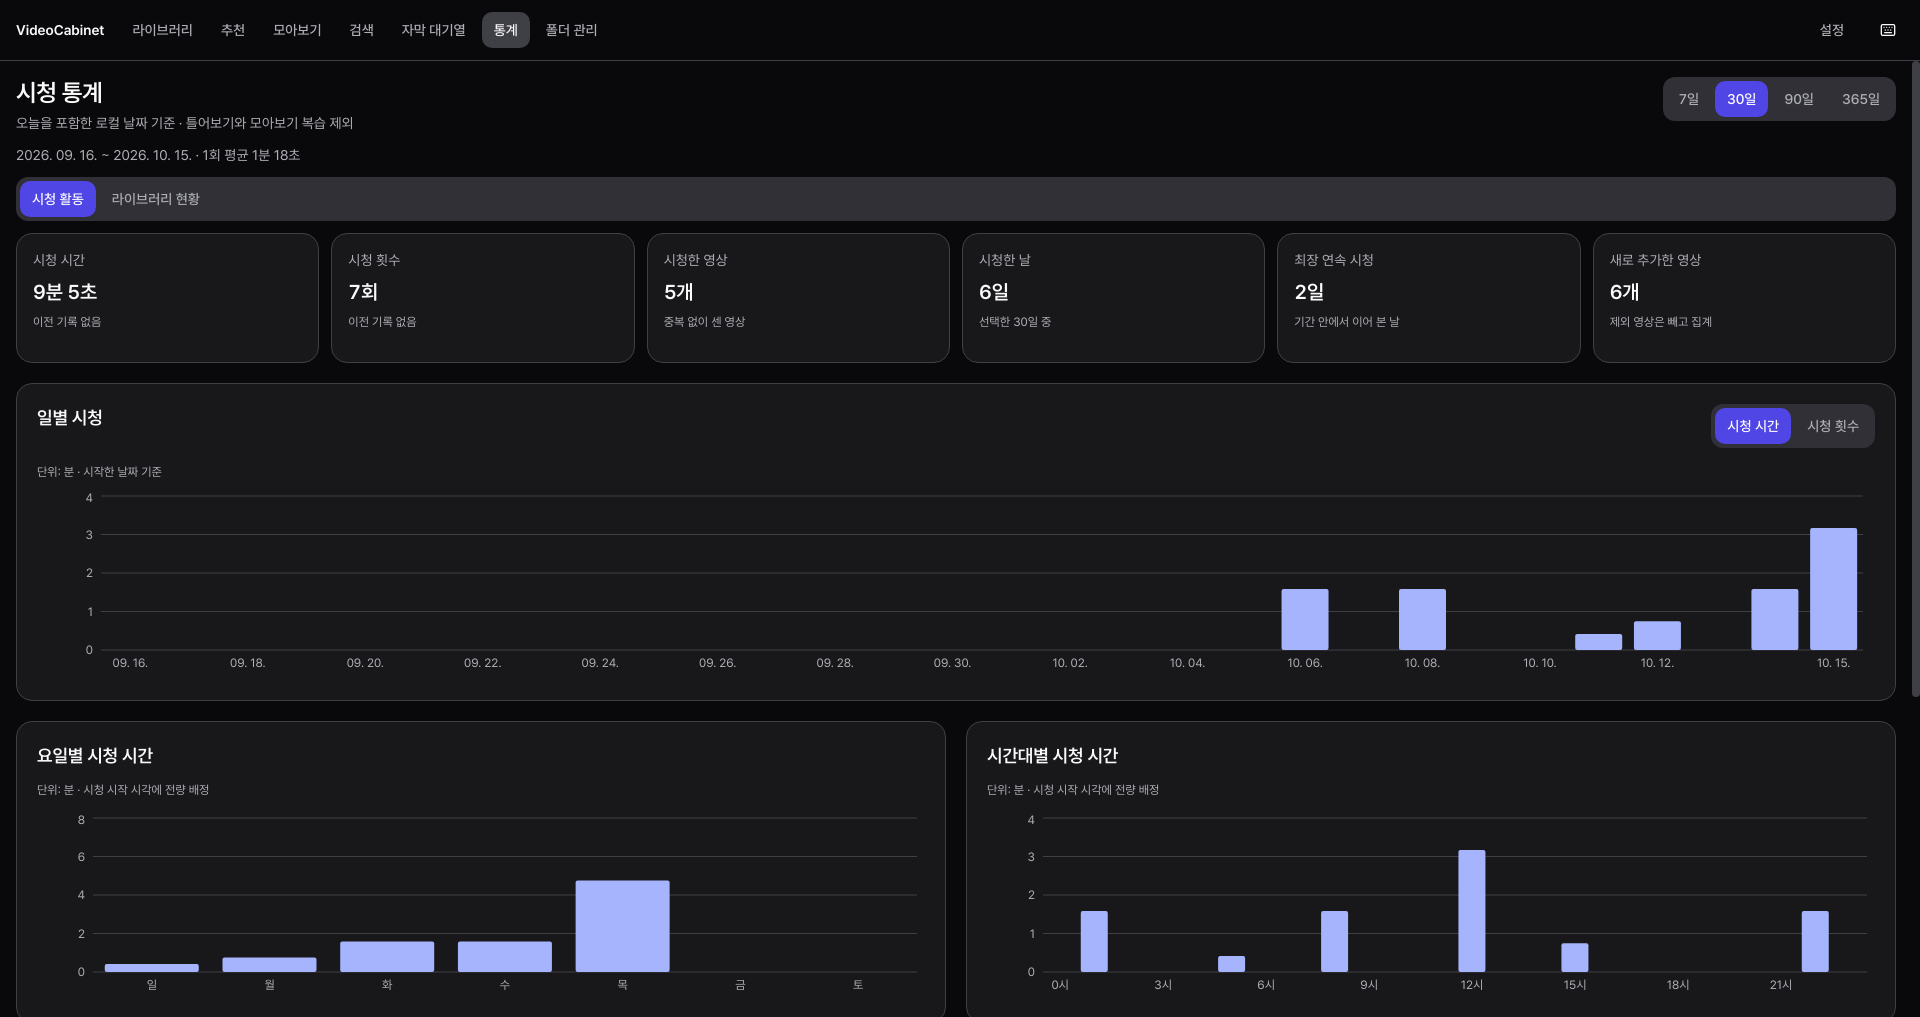 VideoCabinet 라이브러리 추천 모아보기 검색 자막 대기열 통계 폴더 관리 설정
시청 통계
7일 30일 90일 365일
오늘을 포함한 로컬 날짜 기준 · 틀어보기와 모아보기 복습 제외
2026. 09. 16. ~ 2026. 10. 15. · 1회 평균 1분 18초
시청 활동 라이브러리 현황
시청 시간
9분 5초
이전 기록 없음
시청 횟수
7회
이전 기록 없음
시청한 영상
5개
중복 없이 센 영상
시청한 날
6일
선택한 30일 중
최장 연속 시청
2일
기간 안에서 이어 본 날
새로 추가한 영상
6개
제외 영상은 빼고 집계
일별 시청
시청 시간 시청 횟수
단위: 분 · 시작한 날짜 기준
4
3
2
1
0
09. 16. 09. 18. 09. 20. 09. 22. 09. 24. 09. 26. 09. 28. 09. 30. 10. 02. 10. 04. 10. 06. 10. 08. 10. 10. 10. 12. 10. 15.
요일별 시청 시간
단위: 분 · 시청 시작 시각에 전량 배정
8
6
4
2
0
일 월 화 수 목 금 토
시간대별 시청 시간
단위: 분 · 시청 시작 시각에 전량 배정
4
3
2
1
0
0시 3시 6시 9시 12시 15시 18시 21시